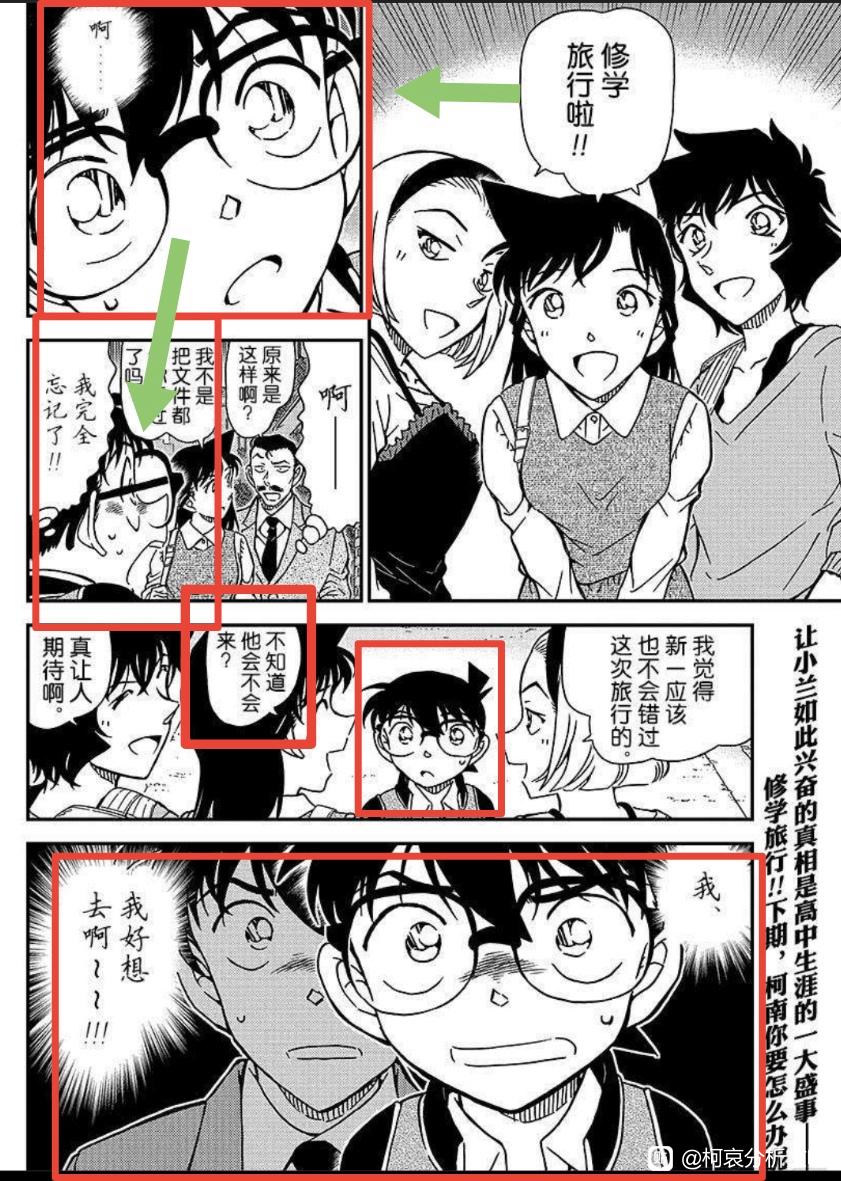 修学
旅行啦!!
啊……
啊——
原来是
这样啊?
我不是
把文件都
了吗
我完全
忘记了!!
我觉得
新一应该
也不会错过
这次旅行的。
不知道
他会不会
来?
真让人
期待啊。
我、
我好想
去啊～～!!!
让小兰如此兴奋的真相是高中生涯的一大盛事——
修学旅行!!下期,柯南你要怎么办
@柯哀分析